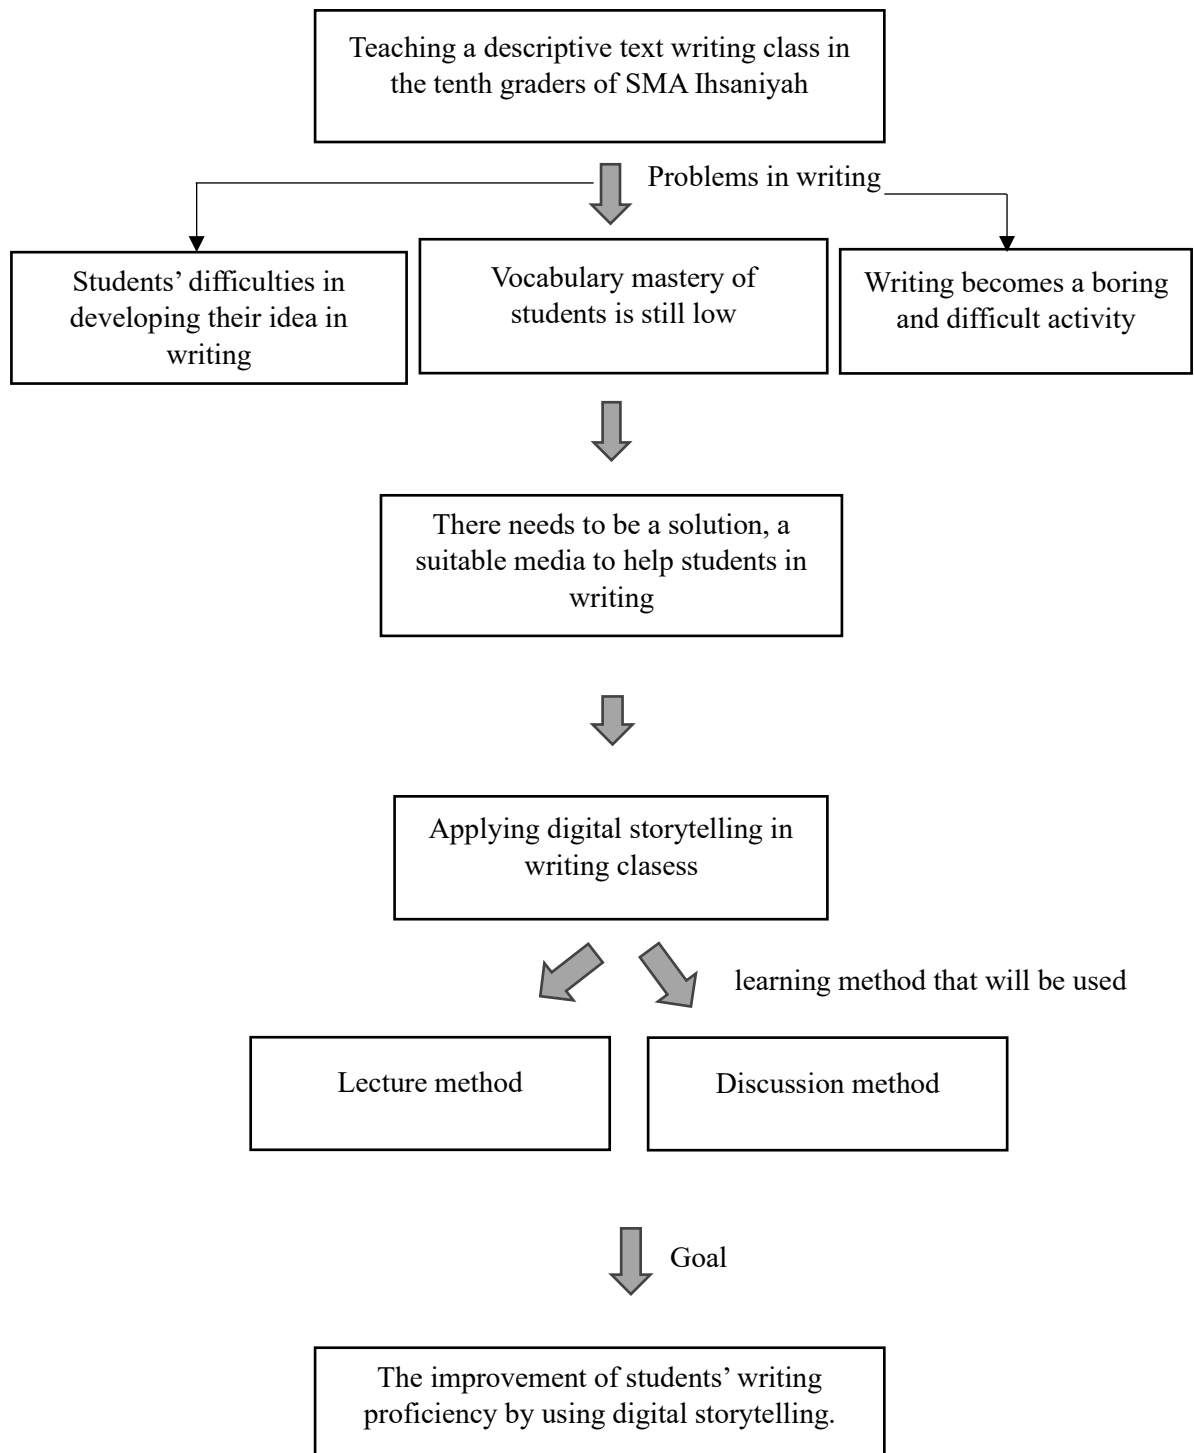 Teaching a descriptive text writing class in
the tenth graders of SMA Ihsaniyah
Problems in writing
Students’ difficulties in
developing their idea in
writing
Vocabulary mastery of
students is still low
Writing becomes a boring
and difficult activity
There needs to be a solution, a
suitable media to help students in
writing
Applying digital storytelling in
writing clasess
learning method that will be used
Lecture method
Discussion method
Goal
The improvement of students’ writing
proficiency by using digital storytelling.